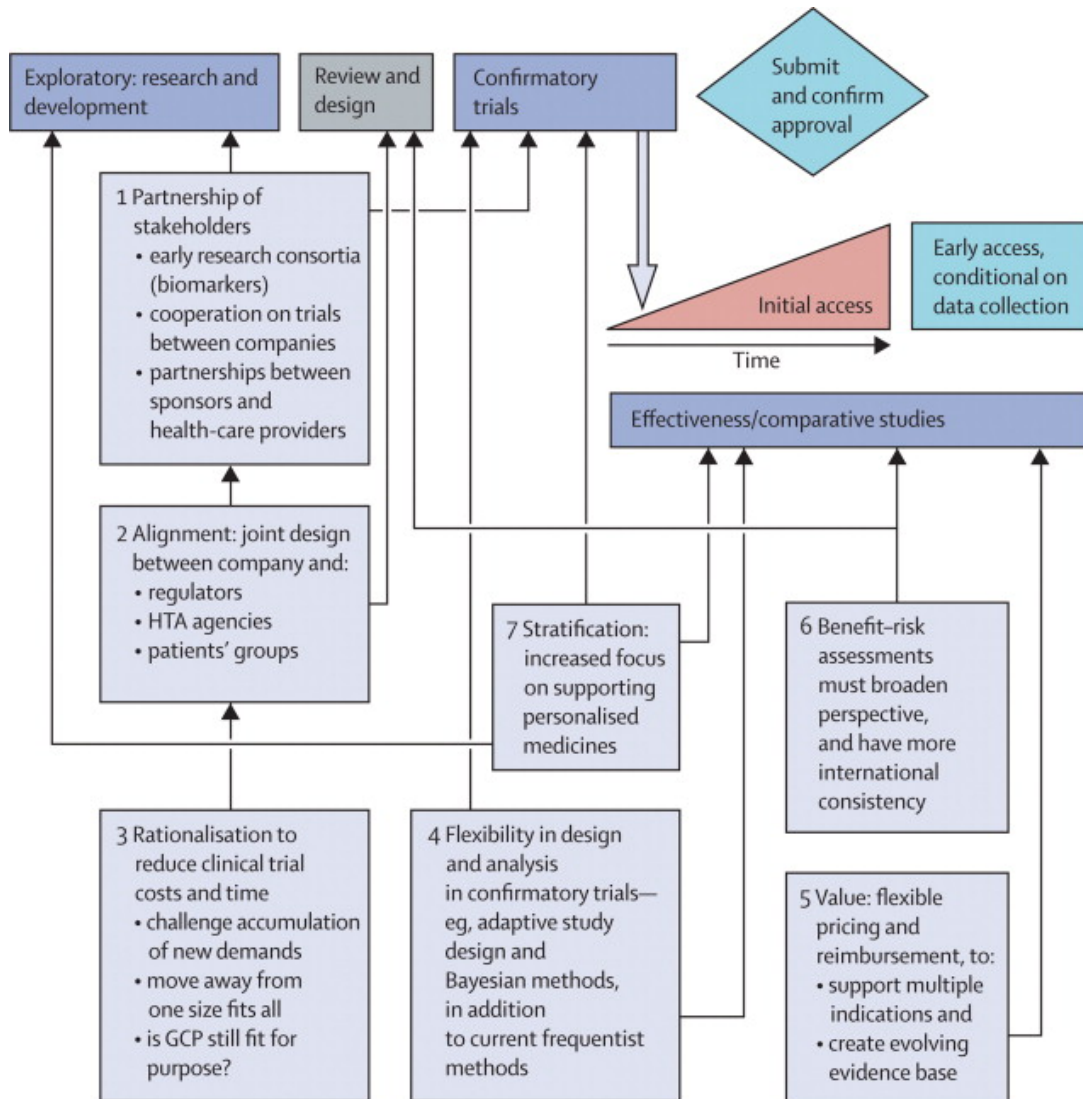 Exploratory: research and
development
Review and
design
Confirmatory
trials
Submit
and confirm
approval
1 Partnership of
stakeholders
• early research consortia
(biomarkers)
• cooperation on trials
between companies
• partnerships between
sponsors and
health-care providers
Initial access
Time
Early access,
conditional on
data collection
Effectiveness/comparative studies
2 Alignment: joint design
between company and:
• regulators
• HTA agencies
• patients' groups
7 Stratification:
increased focus
on supporting
personalised
medicines
6 Benefit–risk
assessments
must broaden
perspective,
and have more
international
consistency
3 Rationalisation to
reduce clinical trial
costs and time
• challenge accumulation
of new demands
• move away from
one size fits all
• is GCP still fit for
purpose?
4 Flexibility in design
and analysis
in confirmatory trials—
eg, adaptive study
design and
Bayesian methods,
in addition
to current frequentist
methods
5 Value: flexible
pricing and
reimbursement, to:
• support multiple
indications and
• create evolving
evidence base